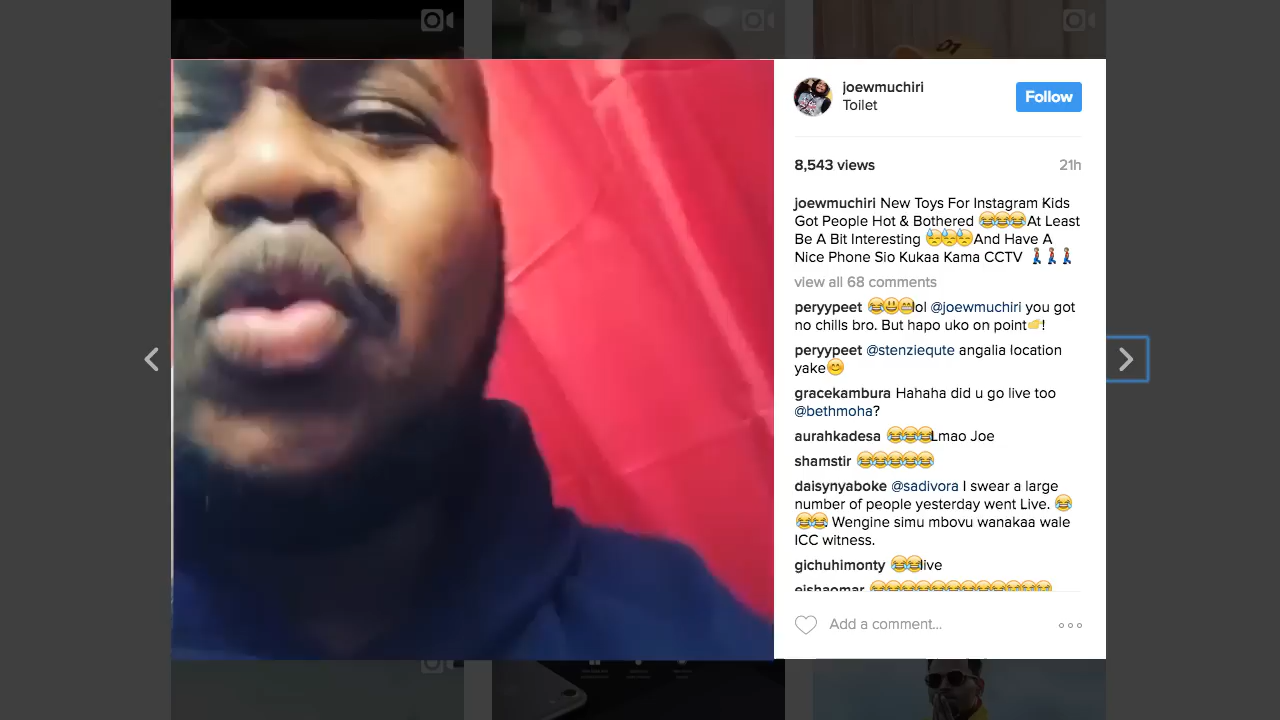 joewmuchiri
Toilet
Follow
8,543 views
21h
joewmuchiri New Toys For Instagram Kids
Got People Hot & Bothered 😂😂😂At Least
Be A Bit Interesting 😓😓😓And Have A
Nice Phone Sio Kukaa Kama CCTV 🚶🚶🚶
view all 68 comments
peryypeet 😂😃😁lol @joewmuchiri you got
no chills bro. But hapo uko on point👉!
peryypeet @stenziequte angalia location
yake😊
gracekambura Hahaha did u go live too
@bethmoha?
aurahkadesa 😂😂😂Lmao Joe
shamstir 😂😂😂😂😂
daisynyaboke @sadivora I swear a large
number of people yesterday went Live. 😂
😂😂 Wengine simu mbovu wanakaa wale
ICC witness.
gichuhimonty 😂😂live
eishaomar 😂😂😂😂😂😂😂😂😂😂😂😂
Add a comment...